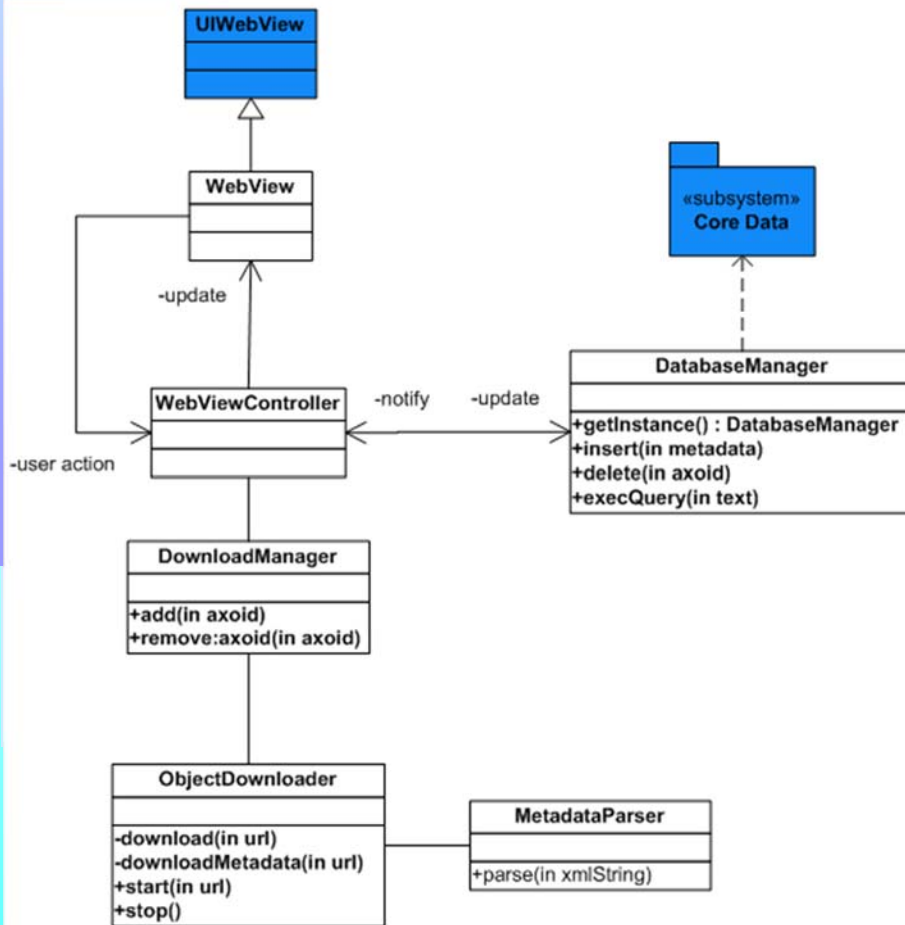 UIWebView
WebView
«subsystem»
Core Data
-update
DatabaseManager
WebViewController
-notify
-update
+getInstance() : DatabaseManager
+insert(in metadata)
+delete(in axoid)
+execQuery(in text)
-user action
DownloadManager
+add(in axoid)
+remove:axoid(in axoid)
ObjectDownloader
-download(in url)
-downloadMetadata(in url)
+start(in url)
+stop()
MetadataParser
+parse(in xmlString)